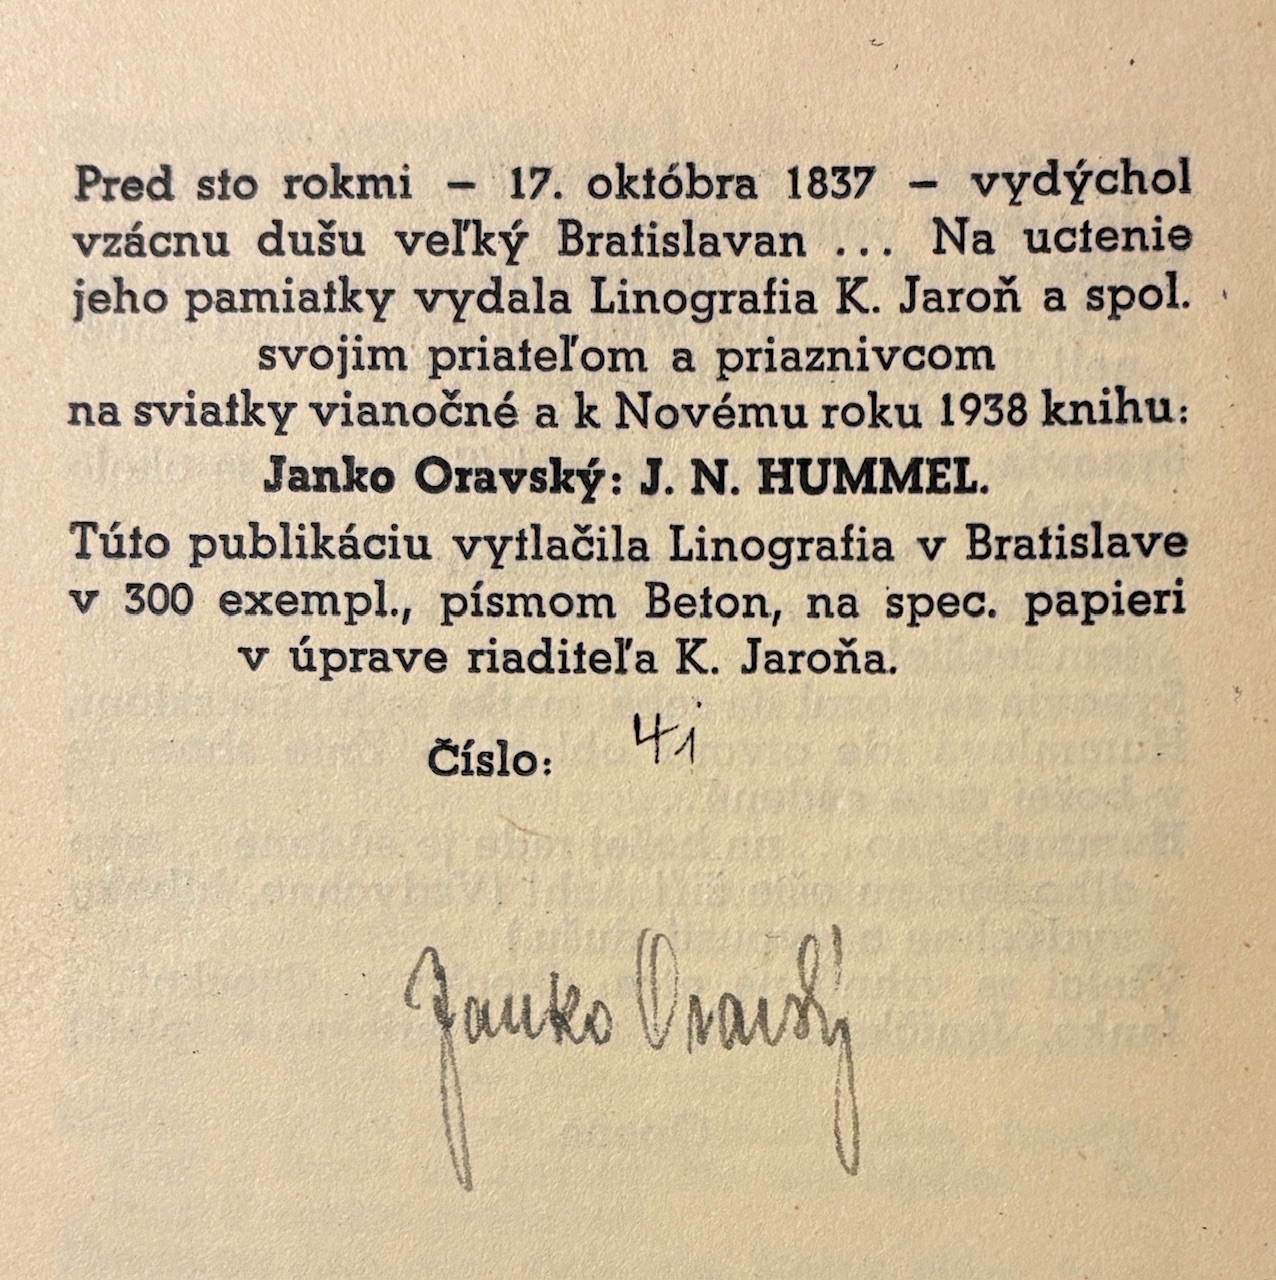 Pred sto rokmi – 17. októbra 1837 – vydýchol
vzácnu dušu veľký Bratislavan ... Na uctenie
jeho pamiatky vydala Linografia K. Jaroň a spol.
svojim priateľom a priaznivcom
na sviatky vianočné a k Novému roku 1938 knihu:
Janko Oravský: J. N. HUMMEL.
Túto publikáciu vytlačila Linografia v Bratislave
v 300 exempl., písmom Beton, na spec. papieri
v úprave riaditeľa K. Jaroňa.
Číslo: 41
Janko Oravský